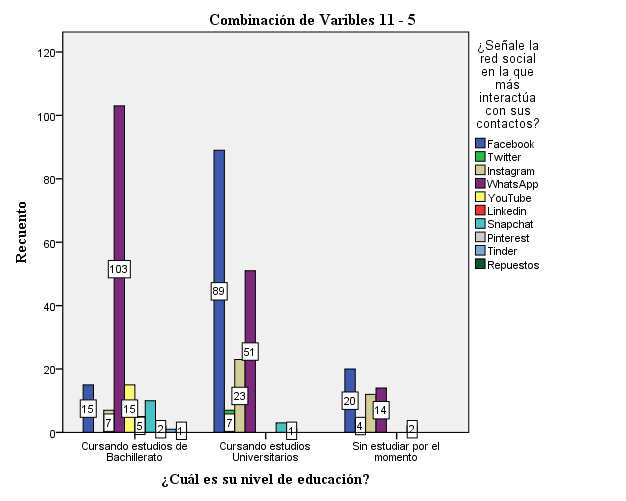 Combinación de Varibles 11 - 5
¿Señale la
red social
en la que
más
interactúa
con sus
contactos?
Facebook
Twitter
Instagram
WhatsApp
YouTube
Linkedin
Snapchat
Pinterest
Tinder
Repuestos
Recuento
120
100
80
60
40
20
0
15
7
103
15
5
2
1
89
7
23
51
1
20
4
14
2
Cursando estudios de
Bachillerato
Cursando estudios
Universitarios
Sin estudiar por el
momento
¿Cuál es su nivel de educación?